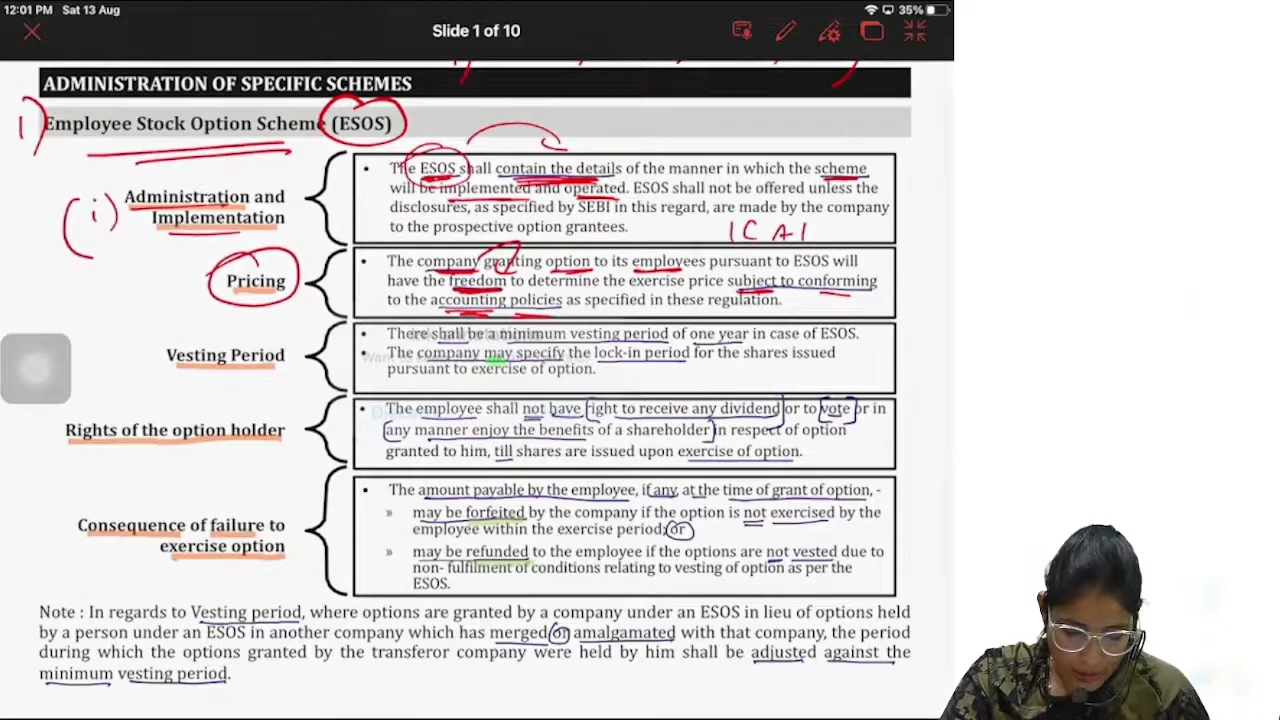 12:01 PM Sat 13 Aug
35%
Slide 1 of 10
ADMINISTRATION OF SPECIFIC SCHEMES
1) Employee Stock Option Scheme (ESOS)
(i) Administration and
Implementation
• The ESOS shall contain the details of the manner in which the scheme
will be implemented and operated. ESOS shall not be offered unless the
disclosures, as specified by SEBI in this regard, are made by the company
to the prospective option grantees.
ICAI
Pricing
• The company granting option to its employees pursuant to ESOS will
have the freedom to determine the exercise price subject to conforming
to the accounting policies as specified in these regulation.
Vesting Period
• There shall be a minimum vesting period of one year in case of ESOS.
• The company may specify the lock-in period for the shares issued
pursuant to exercise of option.
Rights of the option holder
• The employee shall not have right to receive any dividend or to vote or in
any manner enjoy the benefits of a shareholder in respect of option
granted to him, till shares are issued upon exercise of option.
Consequence of failure to
exercise option
• The amount payable by the employee, if any, at the time of grant of option, -
» may be forfeited by the company if the option is not exercised by the
employee within the exercise period; or
» may be refunded to the employee if the options are not vested due to
non- fulfilment of conditions relating to vesting of option as per the
ESOS.
Note : In regards to Vesting period, where options are granted by a company under an ESOS in lieu of options held
by a person under an ESOS in another company which has merged or amalgamated with that company, the period
during which the options granted by the transferor company were held by him shall be adjusted against the
minimum vesting period.